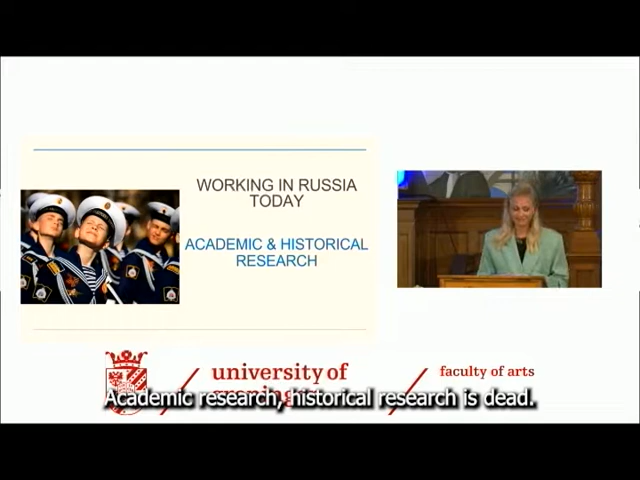 WORKING IN RUSSIA
TODAY
ACADEMIC & HISTORICAL
RESEARCH
university of
faculty of arts
Academic research, historical research is dead.